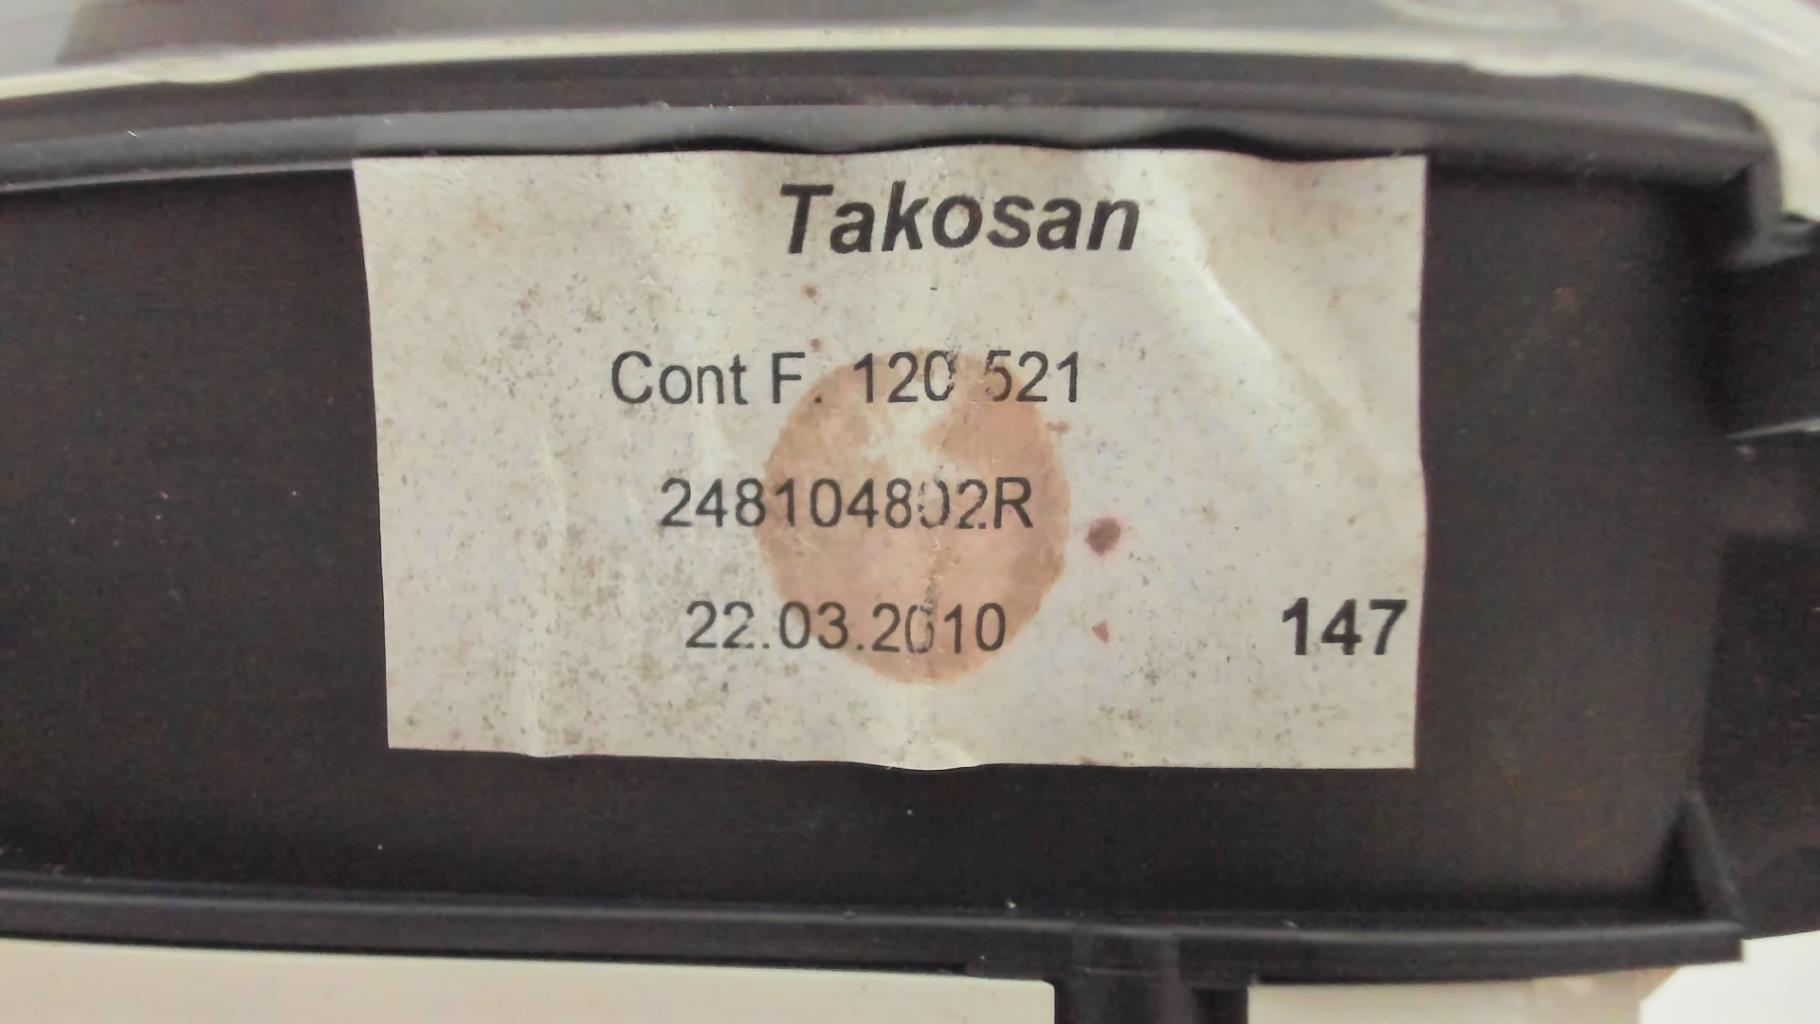 Takosan
Cont F. 120 521
248104802R
22.03.2010 147